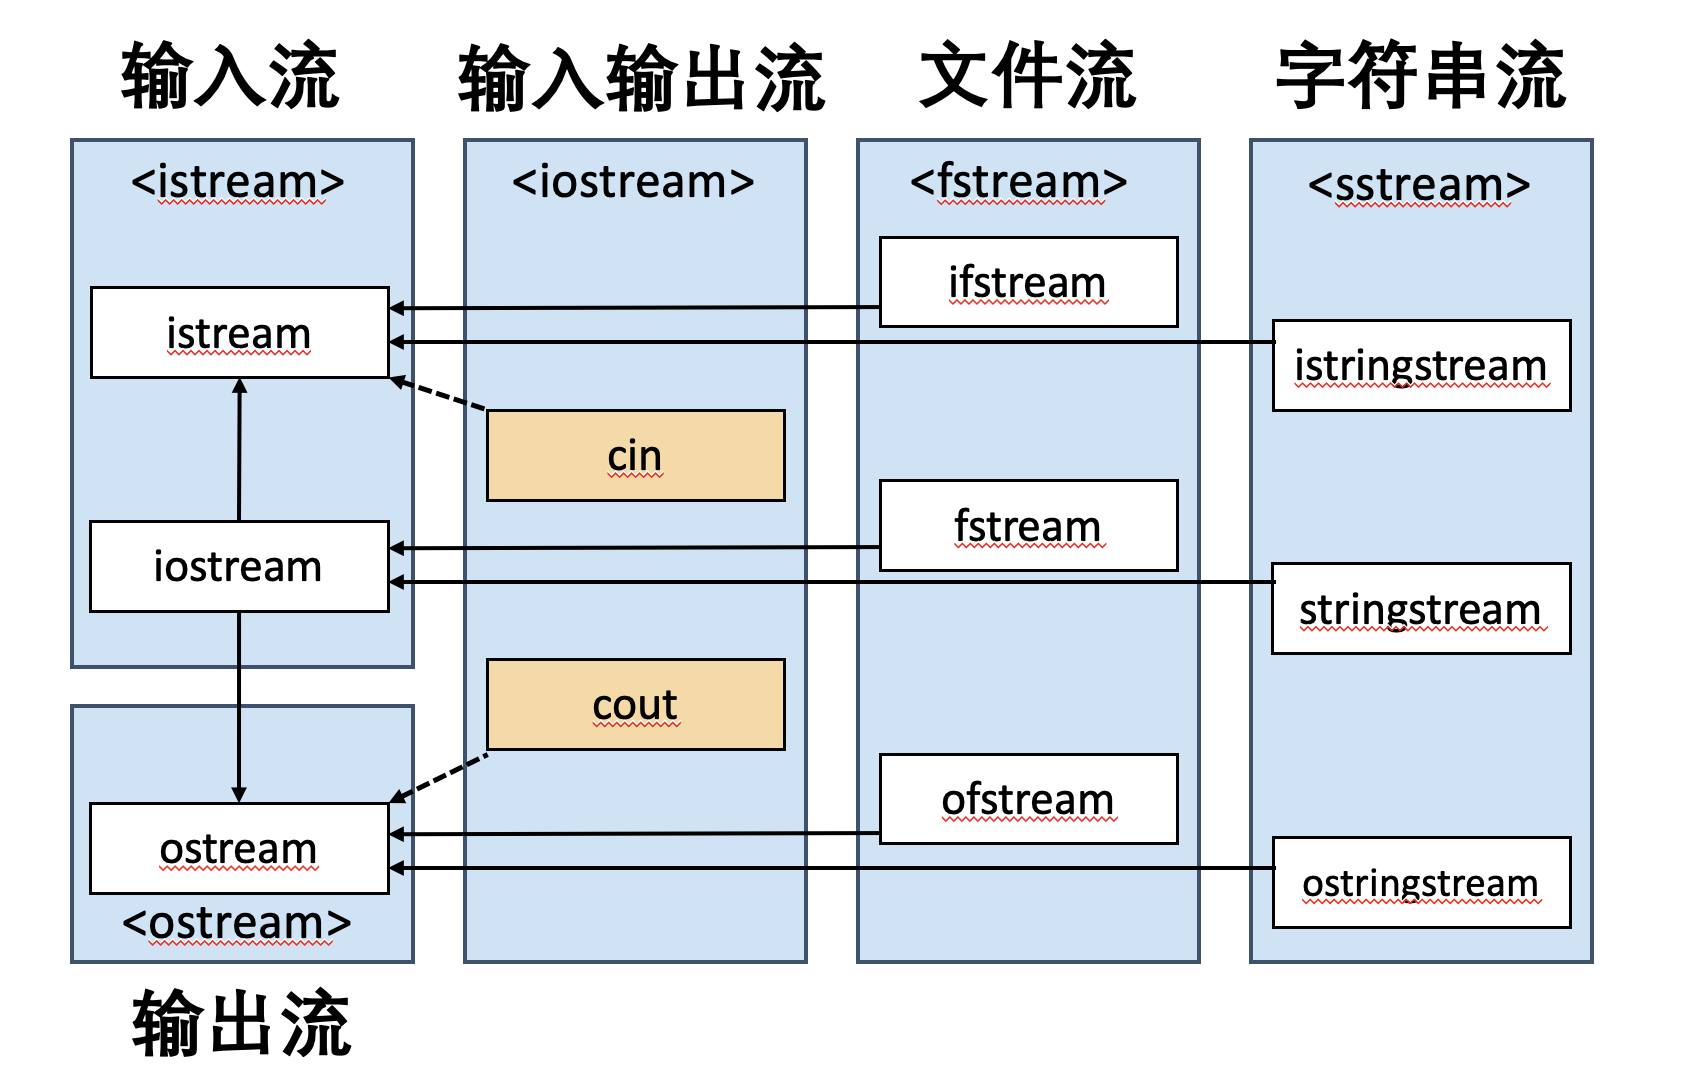 输入流
输入输出流
文件流
字符串流
<istream>
<iostream>
<fstream>
<sstream>
ifstream
istream
istringstream
cin
fstream
iostream
stringstream
cout
ofstream
ostream
ostringstream
<ostream>
输出流